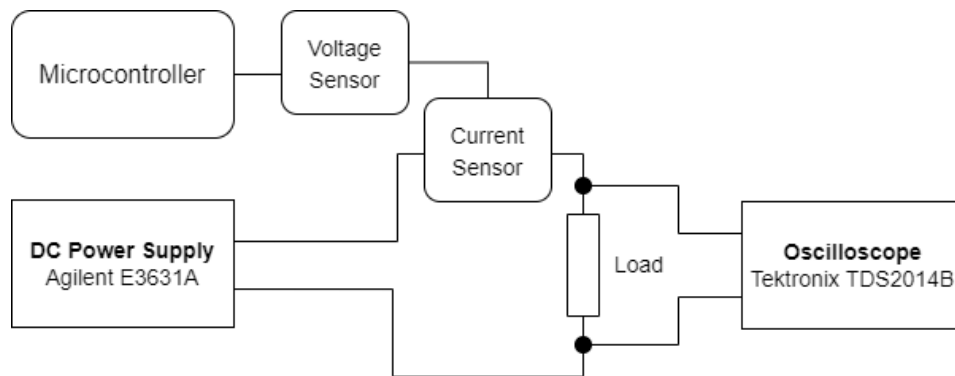 Microcontroller
Voltage
Sensor
Current
Sensor
DC Power Supply
Agilent E3631A
Load
Oscilloscope
Tektronix TDS2014B